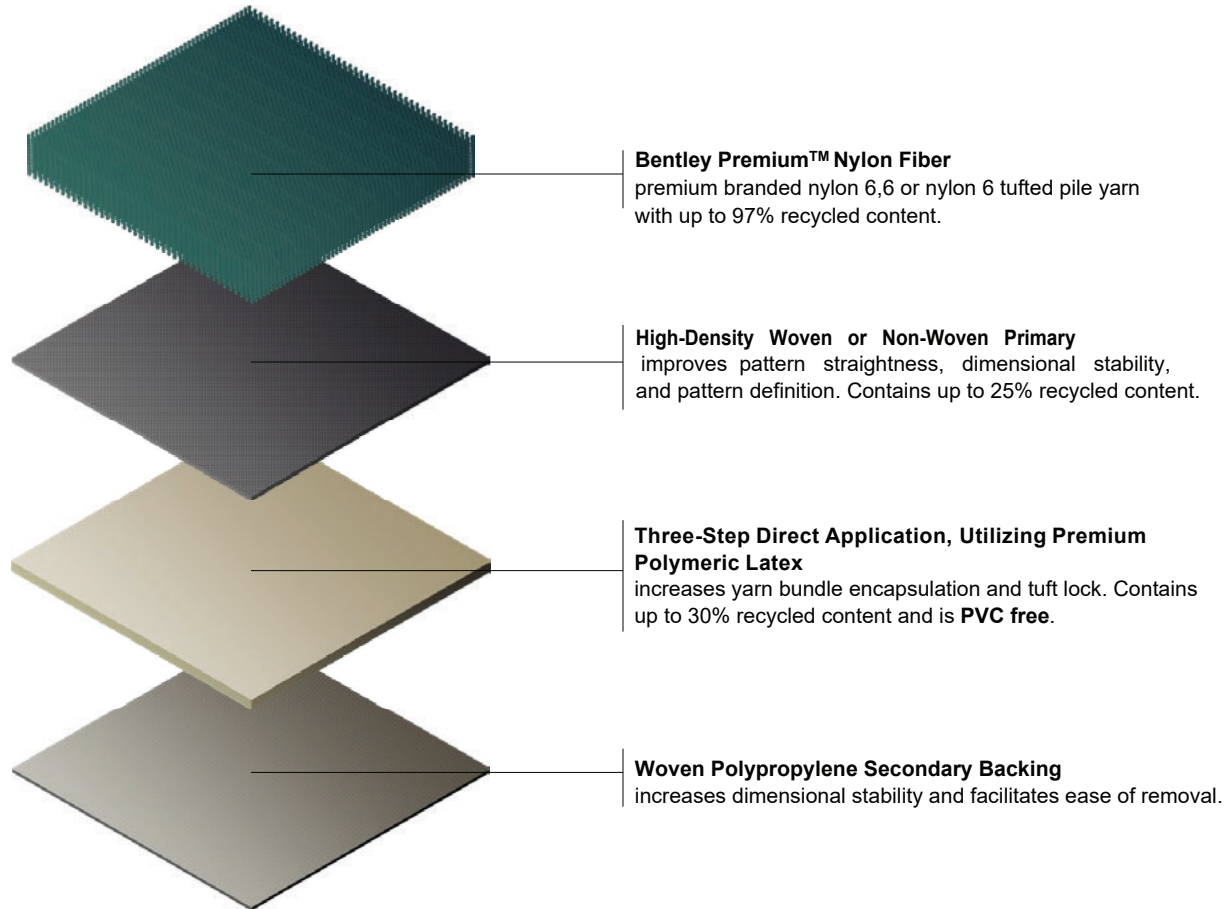 Bentley Premium™ Nylon Fiber
premium branded nylon 6,6 or nylon 6 tufted pile yarn
with up to 97% recycled content.
High-Density Woven or Non-Woven Primary
improves pattern straightness, dimensional stability,
and pattern definition. Contains up to 25% recycled content.
Three-Step Direct Application, Utilizing Premium
Polymeric Latex
increases yarn bundle encapsulation and tuft lock. Contains
up to 30% recycled content and is PVC free.
Woven Polypropylene Secondary Backing
increases dimensional stability and facilitates ease of removal.